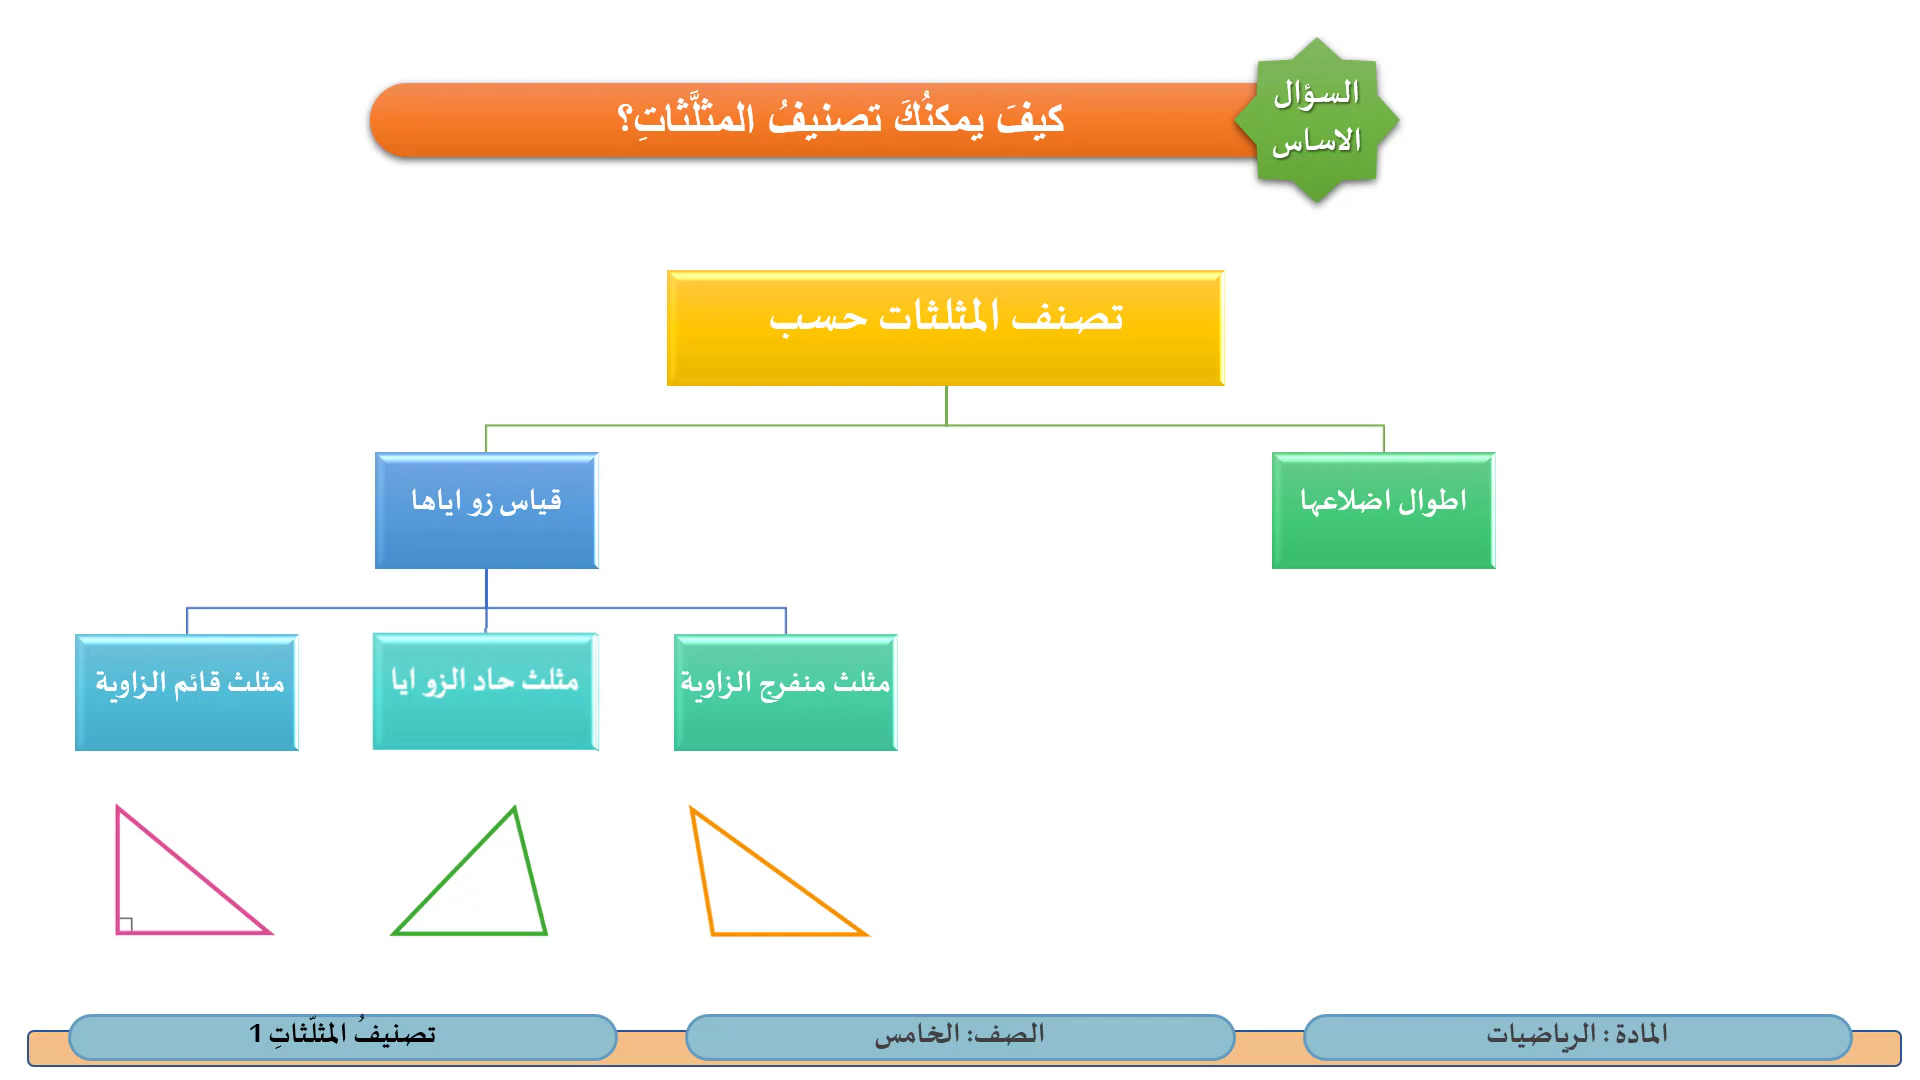 السؤال
الاساس
كيفَ يمكنُكَ تصنيفُ المثلَّثاتِ؟
تصنف المثلثات حسب
اطوال اضلاعها
قياس زو اياها
مثلث منفرج الزاوية
مثلث حاد الزو ايا
مثلث قائم الزاوية
المادة : الرياضيات
الصف: الخامس
تصنيفُ المثلّثاتِ 1